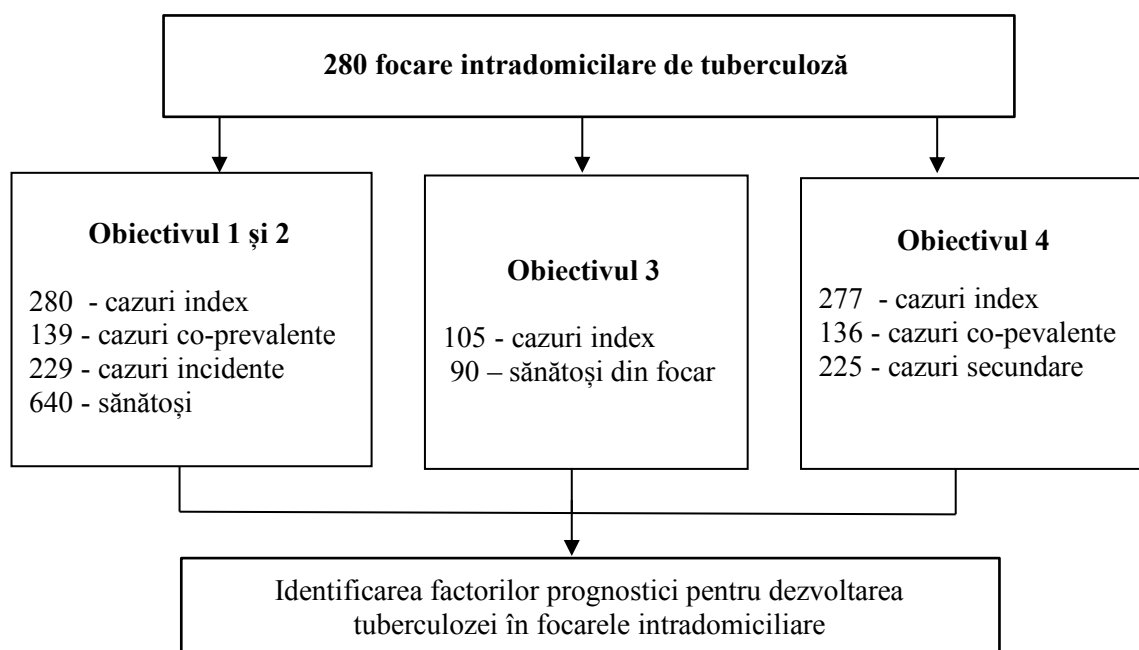 280 focare intradomicilare de tuberculoză
Obiectivul 1 și 2
280 - cazuri index
139 - cazuri co-prevalente
229 - cazuri incidente
640 - sănătoși
Obiectivul 3
105 - cazuri index
90 – sănătoși din focar
Obiectivul 4
277 - cazuri index
136 - cazuri co-pevalente
225 - cazuri secundare
Identificarea factorilor prognostici pentru dezvoltarea
tuberculozei în focarele intradomiciliare